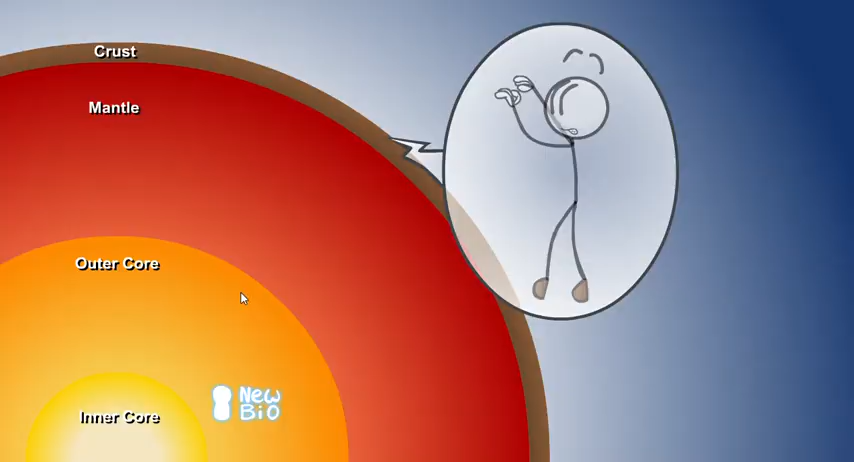 Crust
Mantle
Outer Core
Inner Core
New
BiO